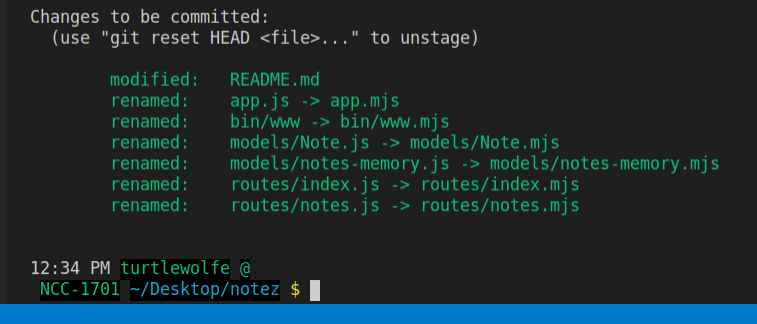 Changes to be committed:
(use "git reset HEAD <file>..." to unstage)
modified: README.md
renamed: app.js -> app.mjs
renamed: bin/www -> bin/www.mjs
renamed: models/Note.js -> models/Note.mjs
renamed: models/notes-memory.js -> models/notes-memory.mjs
renamed: routes/index.js -> routes/index.mjs
renamed: routes/notes.js -> routes/notes.mjs
12:34 PM turtlewolfe @
NCC-1701 ~/Desktop/notez $